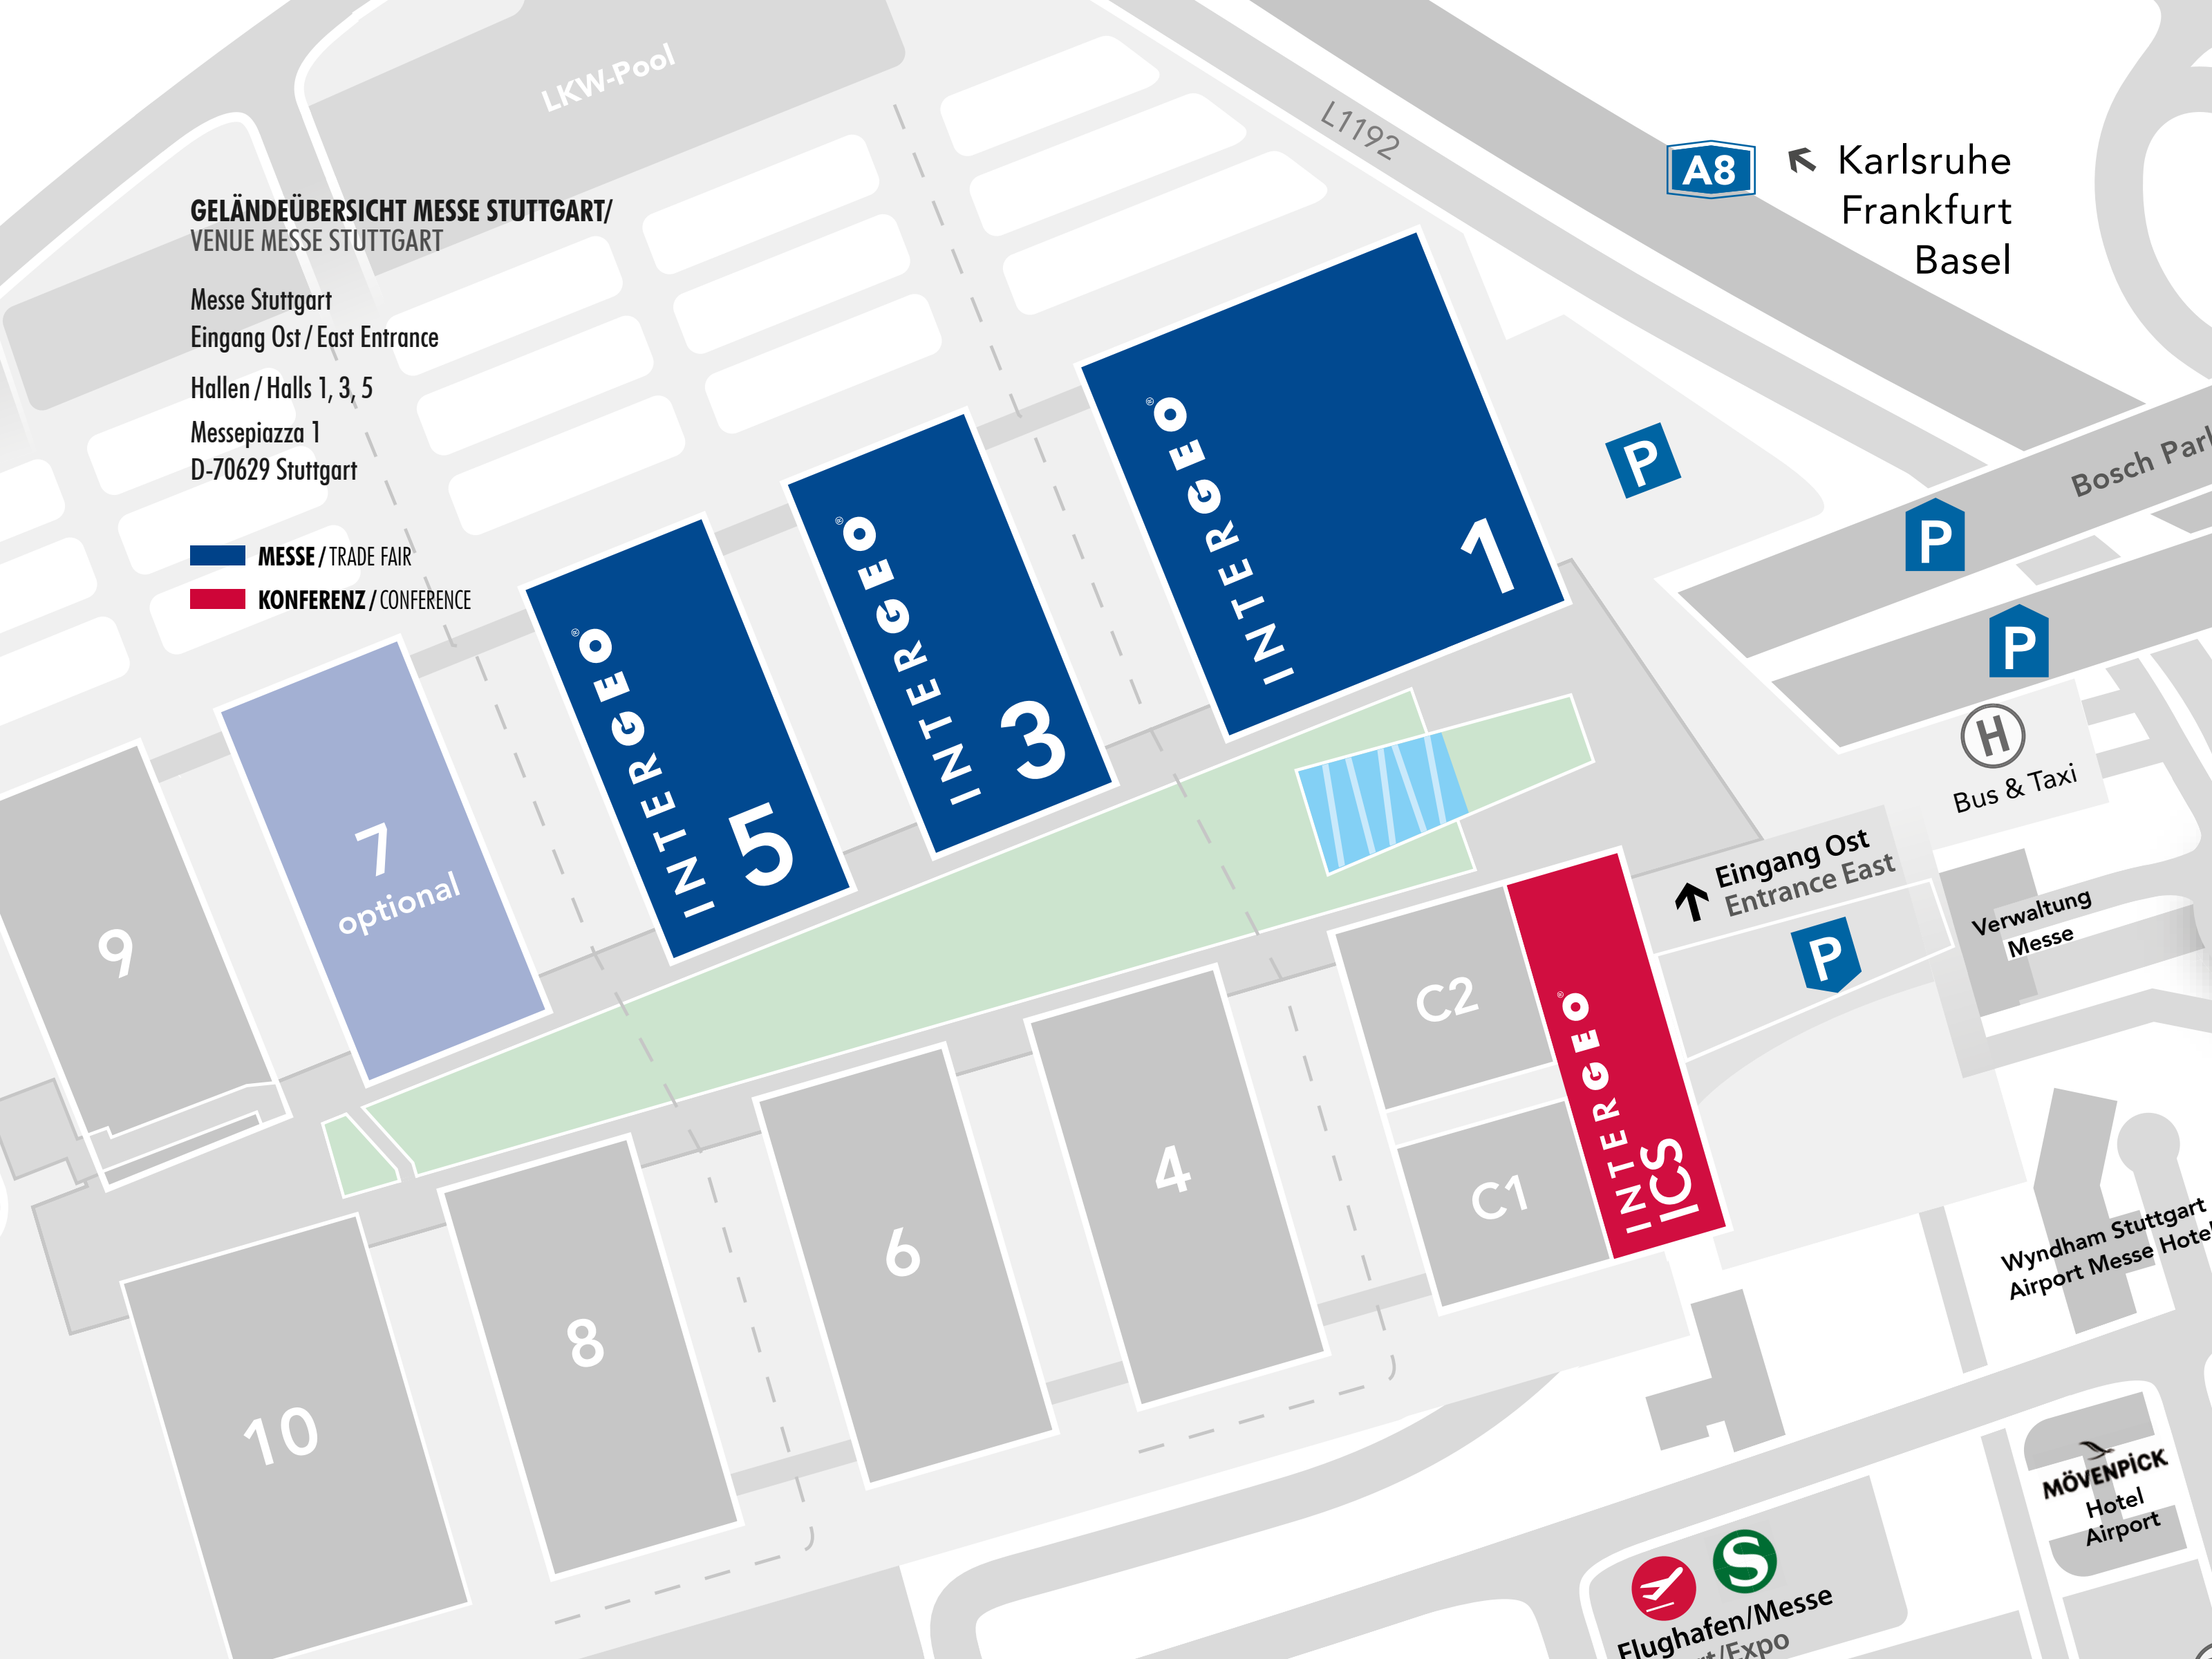 LKW-Pool
L1192
A8
Karlsruhe
Frankfurt
Basel
GELÄNDEÜBERSICHT MESSE STUTTGART/
VENUE MESSE STUTTGART
Messe Stuttgart
Eingang Ost / East Entrance
Hallen / Halls 1, 3, 5
Messepiazza 1
D-70629 Stuttgart
MESSE / TRADE FAIR
KONFERENZ / CONFERENCE
INTERGEO®
1
INTERGEO®
3
INTERGEO®
5
7
optional
9
P
Bosch
P
P
H
Bus & Taxi
Eingang Ost
Entrance East
P
Verwaltung
Messe
C2
C1
INTERGEO®
ICS
4
6
8
10
Wyndham Stuttgart
Airport Messe
MÖVENPICK
Hotel
Airport
S
Flughafen/Messe
/Expo